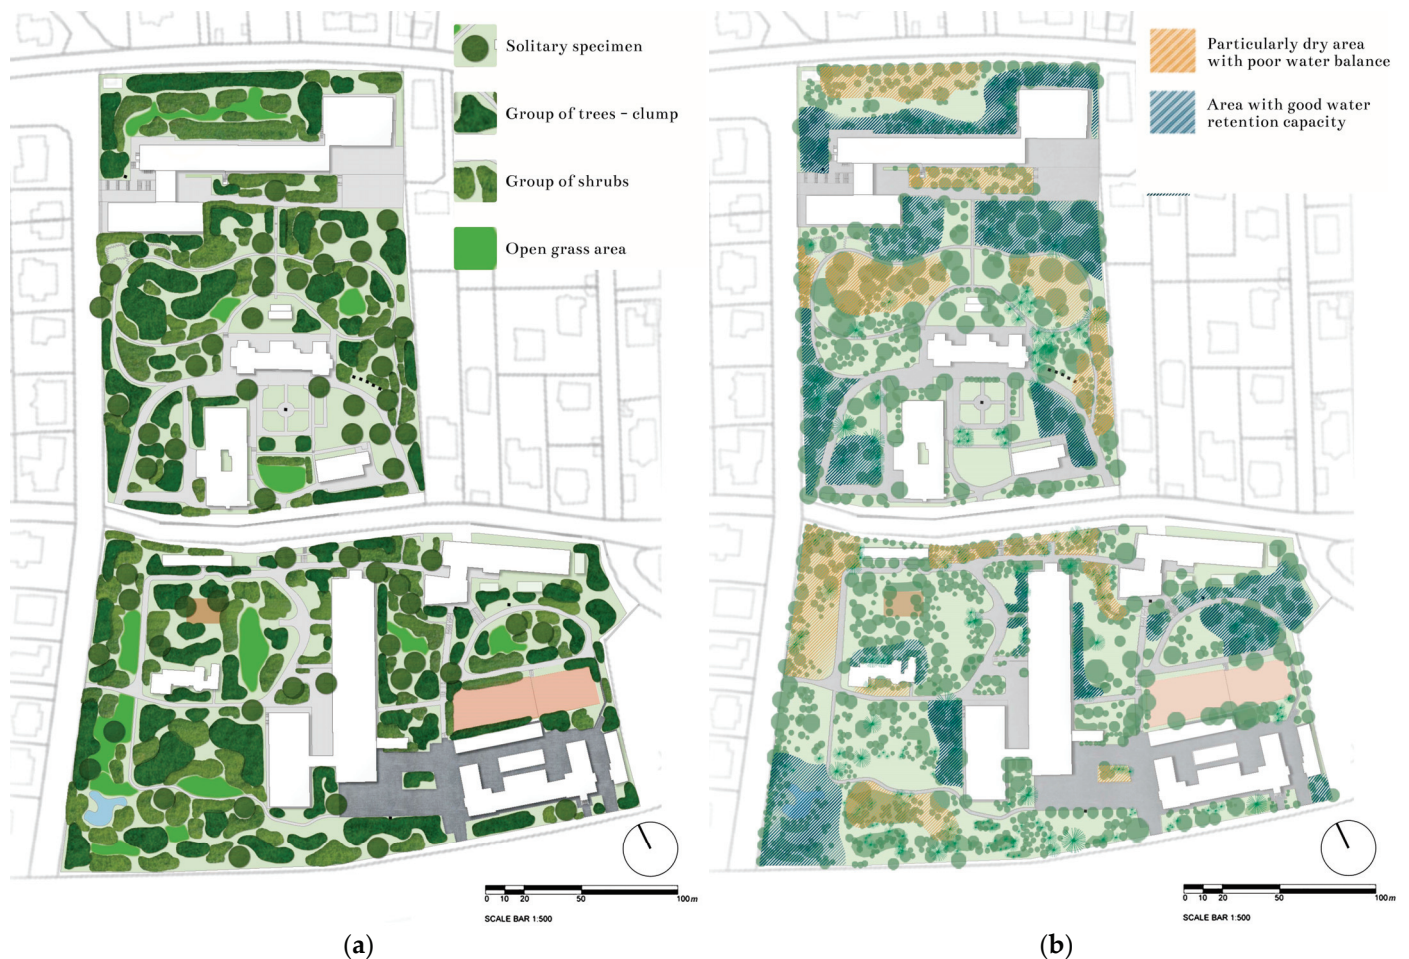 Solitary specimen
Group of trees - clump
Group of shrubs
Open grass area
0 10 20 50 100m
SCALE BAR 1:500
(a)
Particularly dry area
with poor water balance
Area with good water
retention capacity
0 10 20 50 100m
SCALE BAR 1:500
(b)